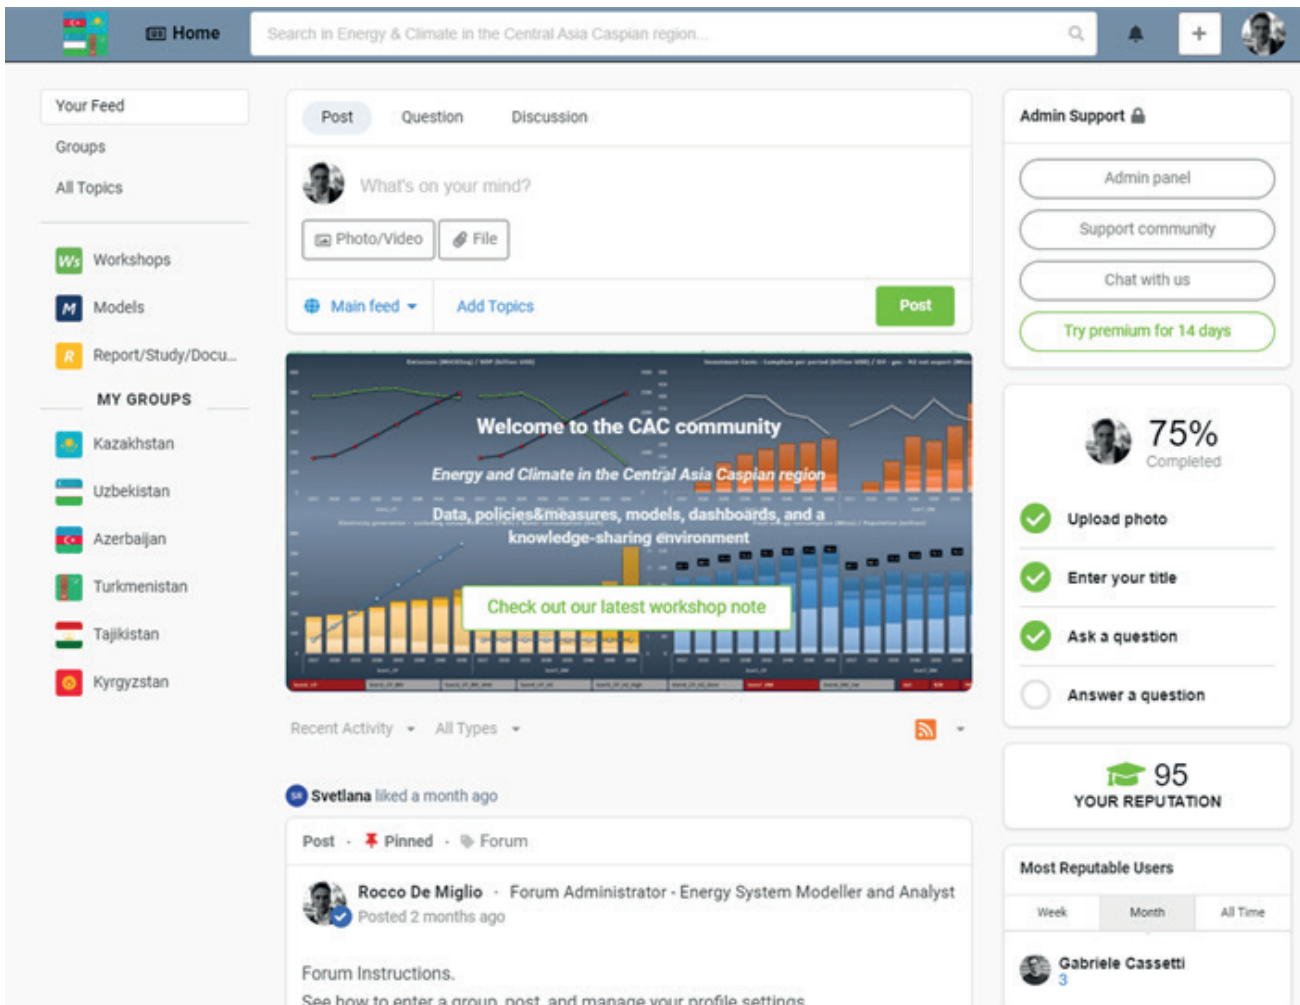 Home
Search in Energy & Climate in the Central Asia Caspian region...
Your Feed
Groups
All Topics
Ws Workshops
M Models
R Report/Study/Docu...
MY GROUPS
Kazakhstan
Uzbekistan
Azerbaijan
Turkmenistan
Tajikistan
Kyrgyzstan
Post Question Discussion
What's on your mind?
Photo/Video File
Main feed Add Topics Post
Welcome to the CAC community
Energy and Climate in the Central Asia Caspian region
Data, policies&measures, models, dashboards, and a
knowledge-sharing environment
Check out our latest workshop note
Recent Activity All Types
SR Svetlana liked a month ago
Post · Pinned · Forum
Rocco De Miglio · Forum Administrator - Energy System Modeller and Analyst
Posted 2 months ago
Forum Instructions.
See how to enter a group, post, and manage your profile settings
Admin Support
Admin panel
Support community
Chat with us
Try premium for 14 days
75%
Completed
Upload photo
Enter your title
Ask a question
Answer a question
95
YOUR REPUTATION
Most Reputable Users
Week Month All Time
Gabriele Cassetti
3